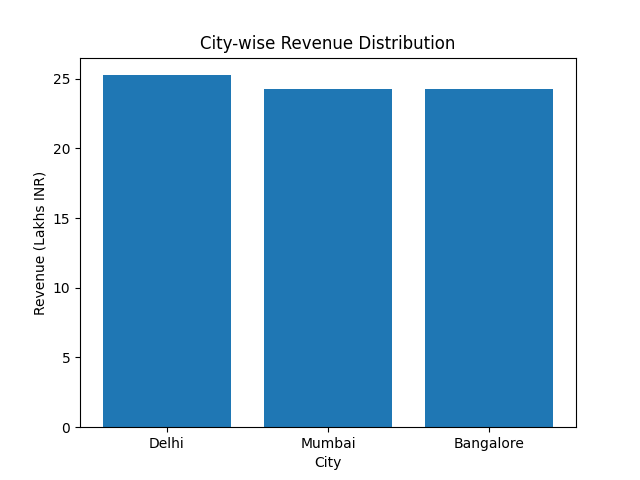 City-wise Revenue Distribution
Revenue (Lakhs INR)
25
20
15
10
5
0
Delhi Mumbai Bangalore
City